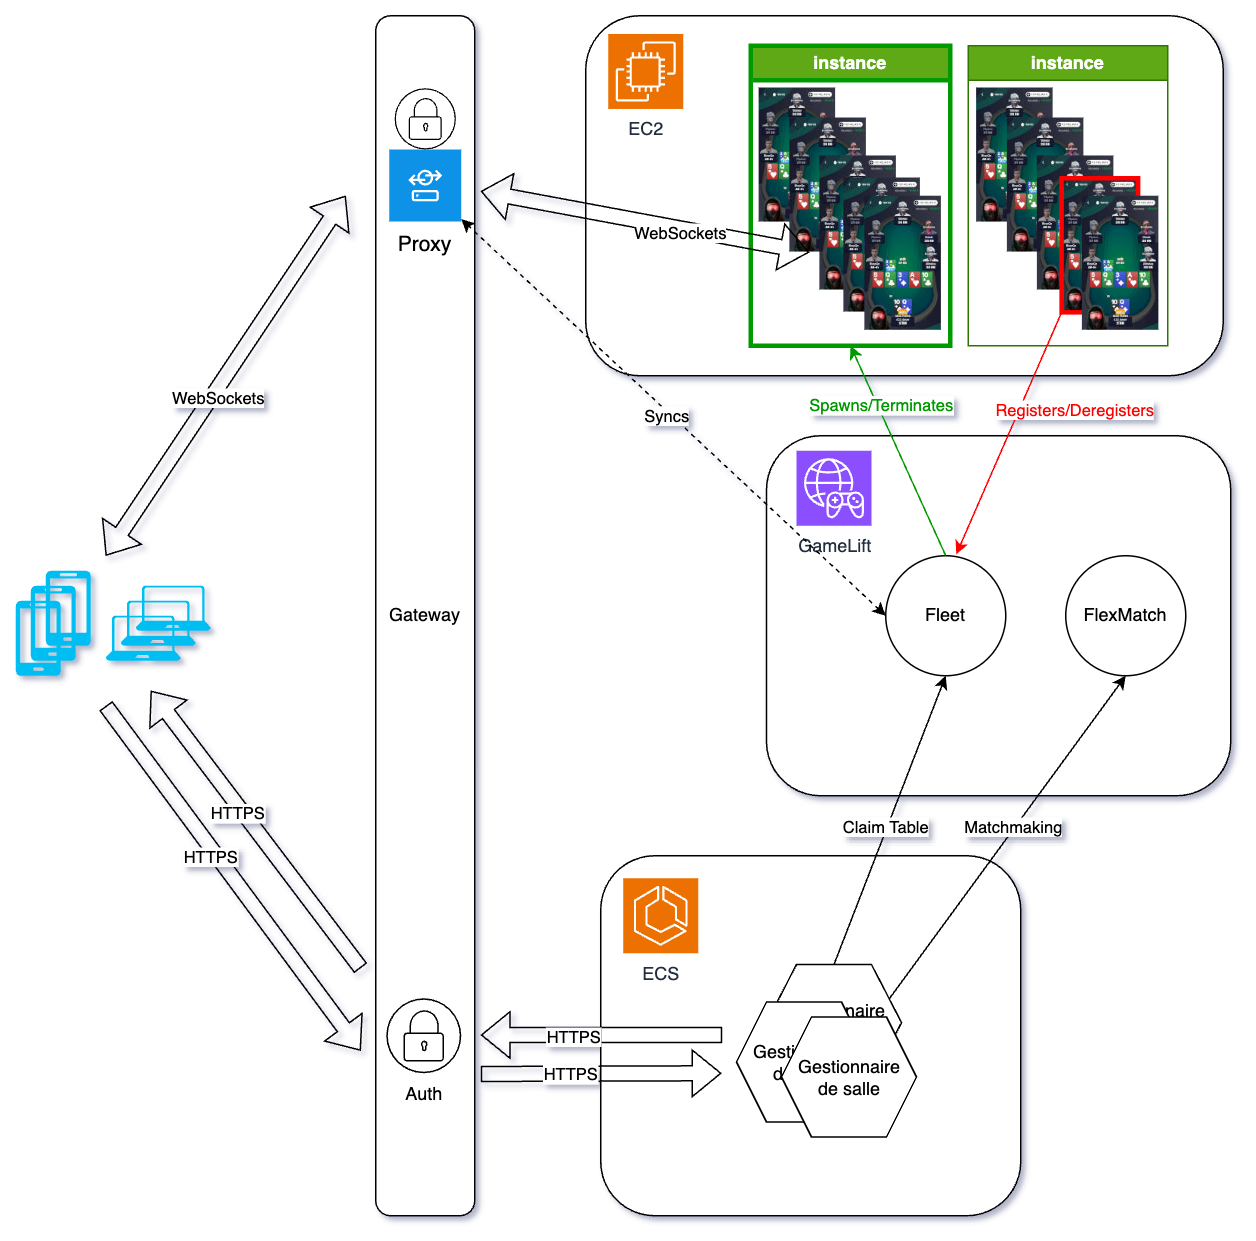 instance
instance
EC2
Proxy
WebSockets
WebSockets
Syncs
Spawns/Terminates
Registers/Deregisters
GameLift
Gateway
Fleet
FlexMatch
HTTPS
HTTPS
Claim Table
Matchmaking
ECS
HTTPS
HTTPS
Auth
naire
Gesti
d
Gestionnaire
de salle